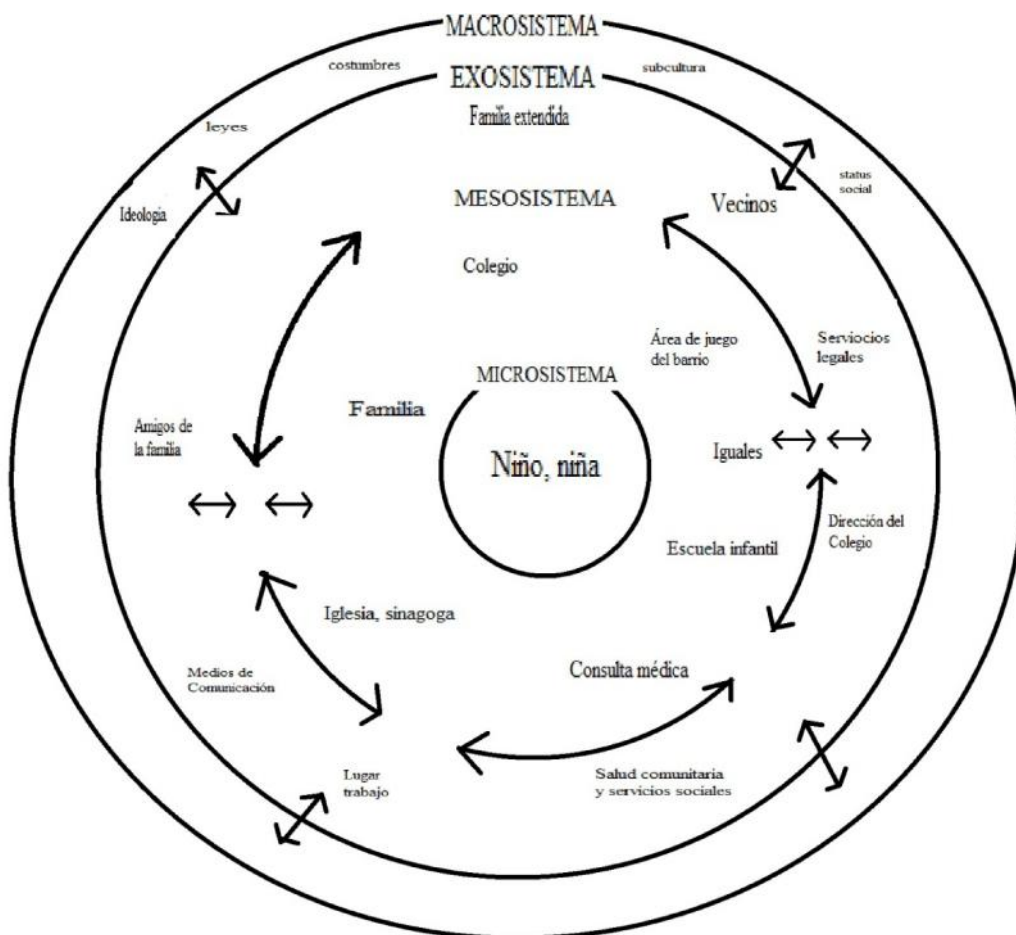 MACROSISTEMA
costumbres
EXOSISTEMA
subcultura
Familia extendida
leyes
status
social
Ideologia
MESOSISTEMA
Vecinos
Colegio
Área de juego
del barrio
Serviocios
legales
MICROSISTEMA
Familia
Amigos de
la familia
Niño, niña
Iguales
Escuela infantil
Dirección del
Colegio
Iglesia, sinagoga
Medios de
Comunicación
Consulta médica
Lugar
trabajo
Salud comunitaria
y servicios sociales